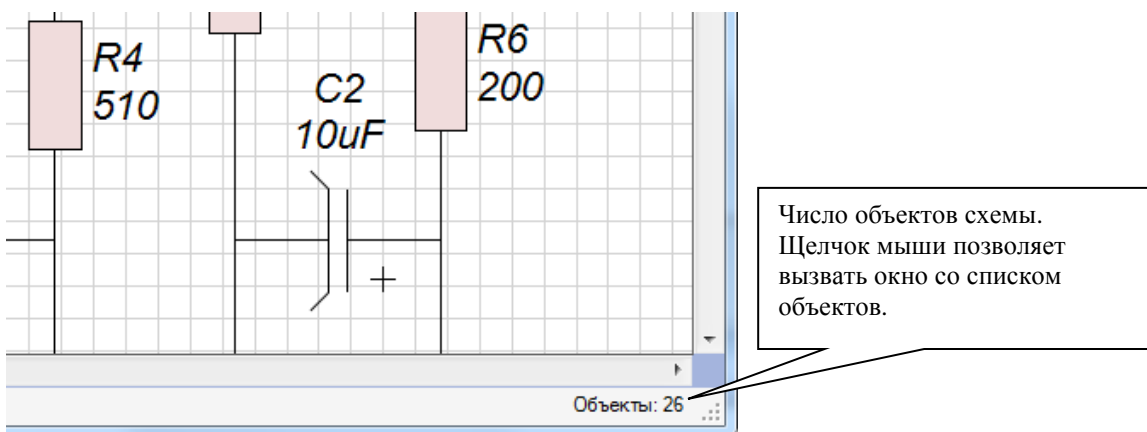 R4
510
C2
10uF
R6
200
Число объектов схемы.
Щелчок мыши позволяет
вызвать окно со списком
объектов.
Объекты: 26